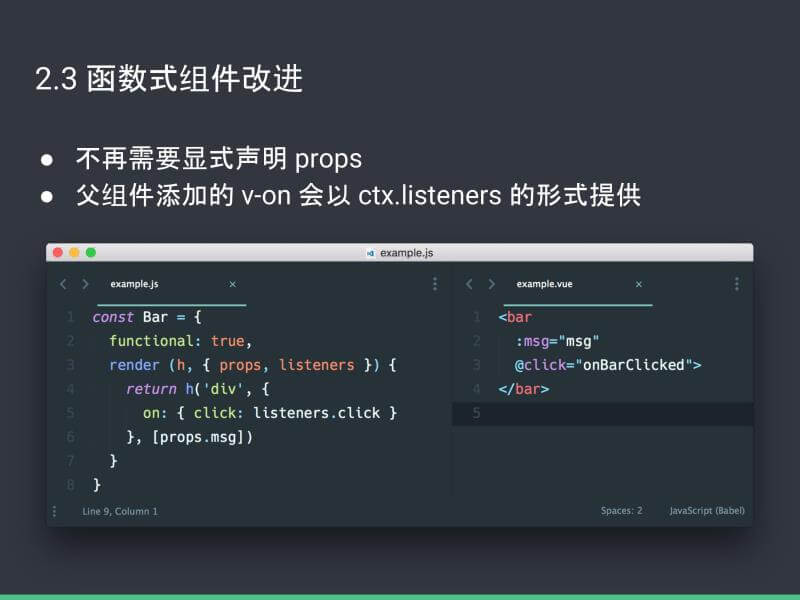 2.3 函数式组件改进
● 不再需要显式声明 props
● 父组件添加的 v-on 会以 ctx.listeners 的形式提供
example.js
example.js ×
1 const Bar = {
2 functional: true,
3 render (h, { props, listeners }) {
4 return h('div', {
5 on: { click: listeners.click }
6 }, [props.msg])
7 }
8 }
example.vue ×
1 <bar
2 :msg="msg"
3 @click="onBarClicked">
4 </bar>
5
Line 9, Column 1
Spaces: 2 JavaScript (Babel)